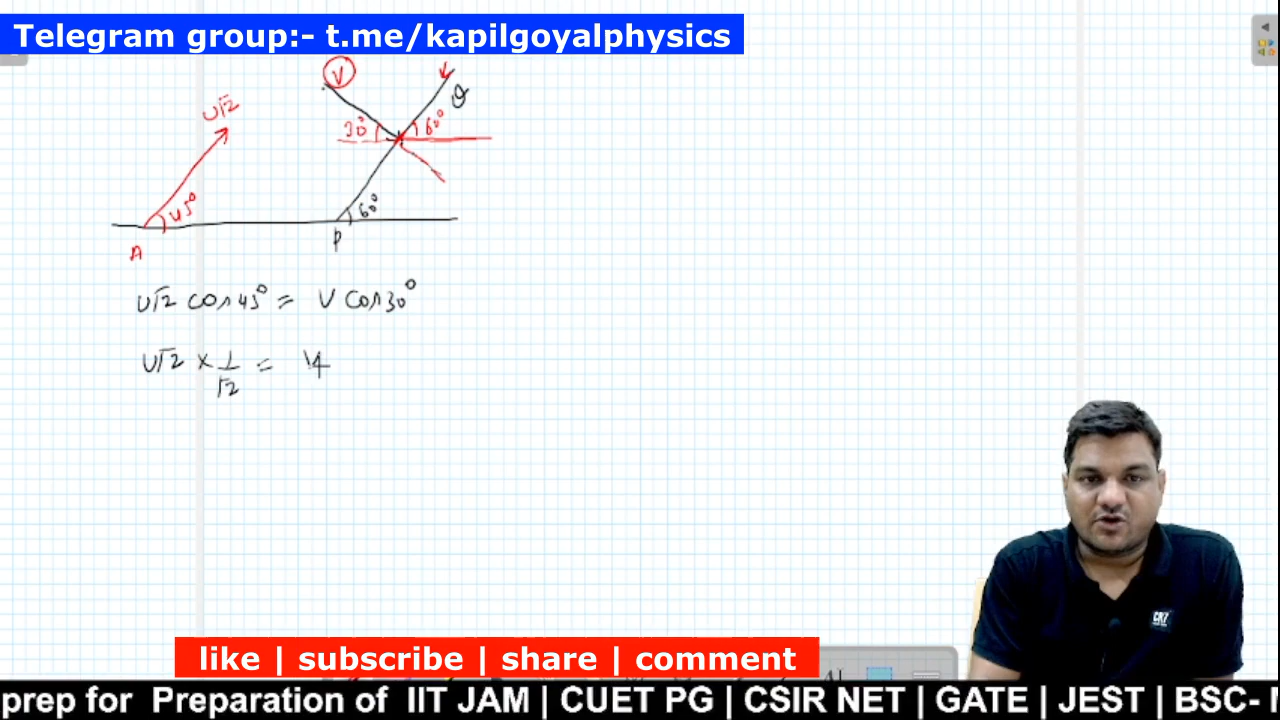 Telegram group:- t.me/kapilgoyalphysics
V
θ
U√2
30°
60°
45°
60°
A
P
U√2 cos 45° = V cos 30°
U√2 × 1/√2 =
CR7
like | subscribe | share | comment
prep for Preparation of IIT JAM | CUET PG | CSIR NET | GATE | JEST | BSC-